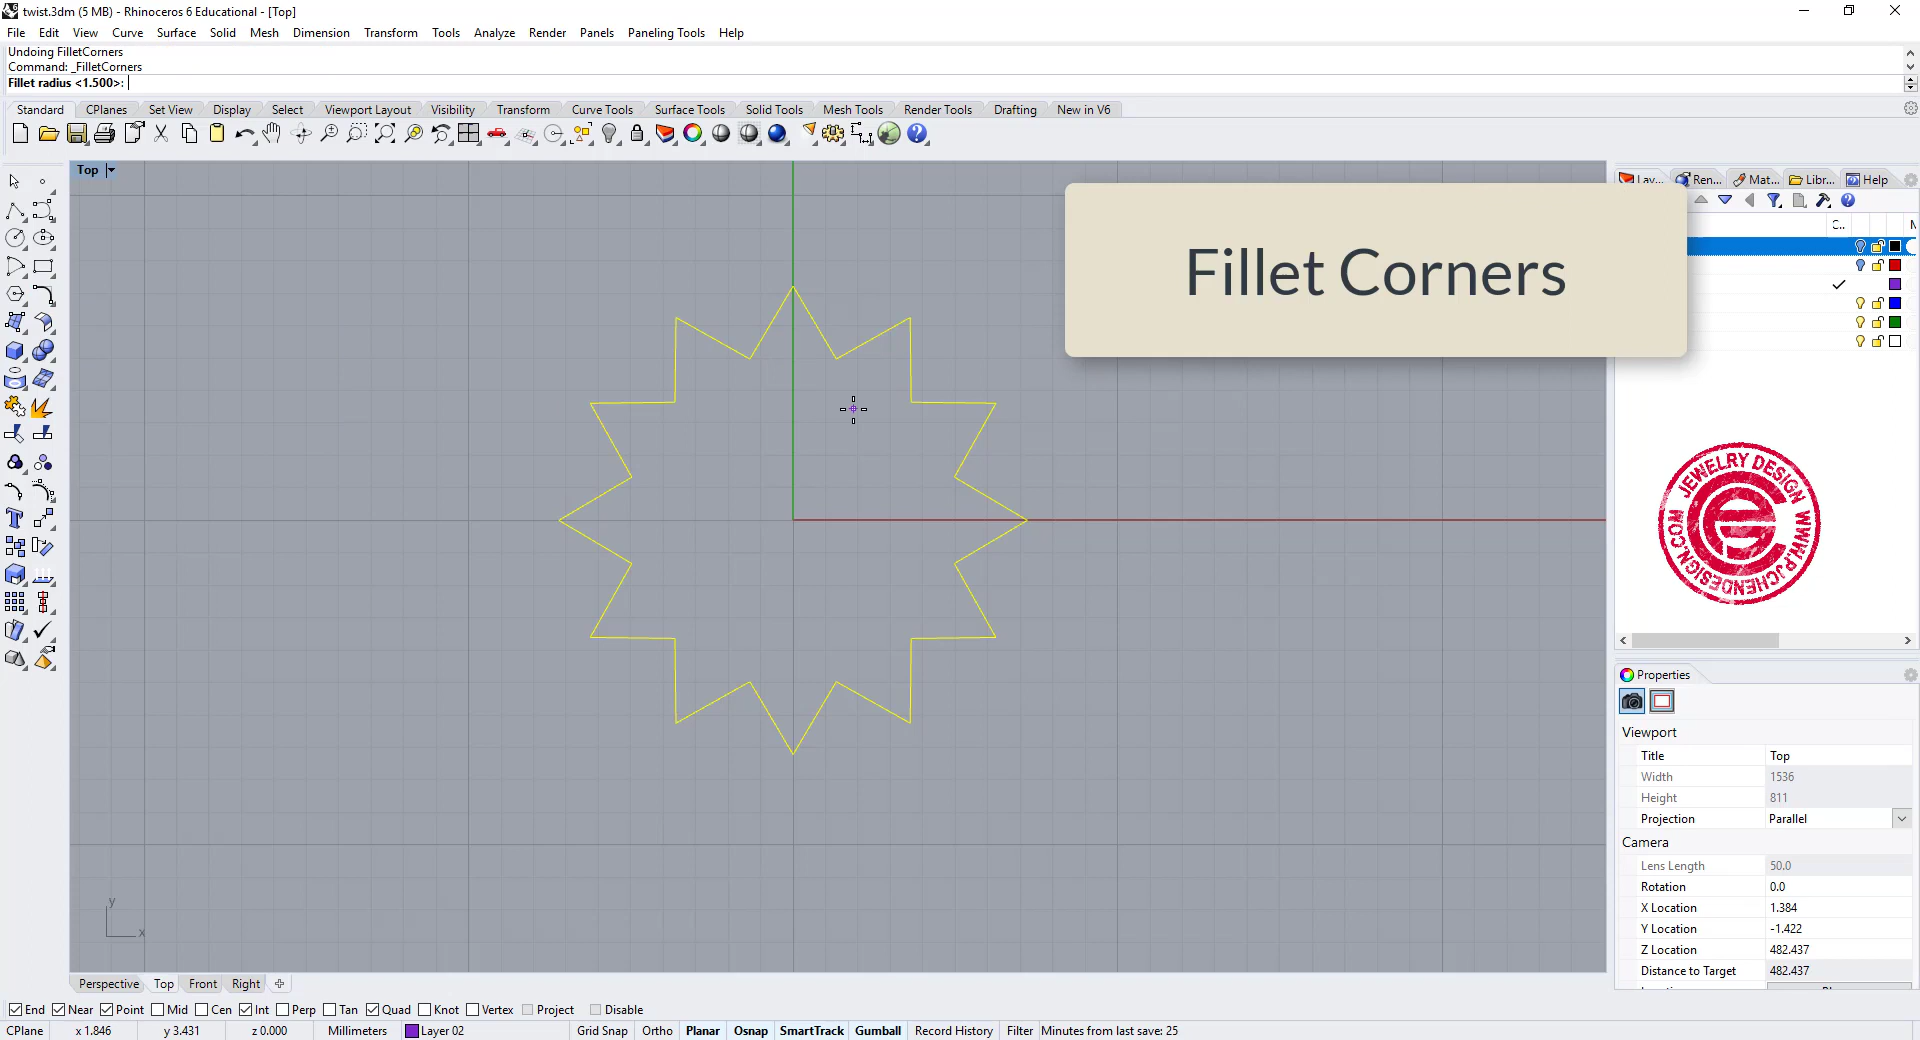 twist.3dm (5 MB) - Rhinoceros 6 Educational - [Top]
File Edit View Curve Surface Solid Mesh Dimension Transform Tools Analyze Render Panels Paneling Tools Help
Undoing FilletCorners
Command: _FilletCorners
Fillet radius <1.500>:
Standard CPlanes Set View Display Select Viewport Layout Visibility Transform Curve Tools Surface Tools Solid Tools Mesh Tools Render Tools Drafting New in V6
Top
Lay... Ren... Mat... Libr... Help
C.. M
Fillet Corners
JEWELRY DESIGN WWW.PJCHENDESIGN.COM
Properties
Viewport
Title Top
Width 1536
Height 811
Projection Parallel
Camera
Lens Length 50.0
Rotation 0.0
X Location 1.384
Y Location -1.422
Z Location 482.437
Distance to Target 482.437
y
x
Perspective Top Front Right
End Near Point Mid Cen Int Perp Tan Quad Knot Vertex Project Disable
CPlane x 1.846 y 3.431 z 0.000 Millimeters Layer 02 Grid Snap Ortho Planar Osnap SmartTrack Gumball Record History Filter Minutes from last save: 25